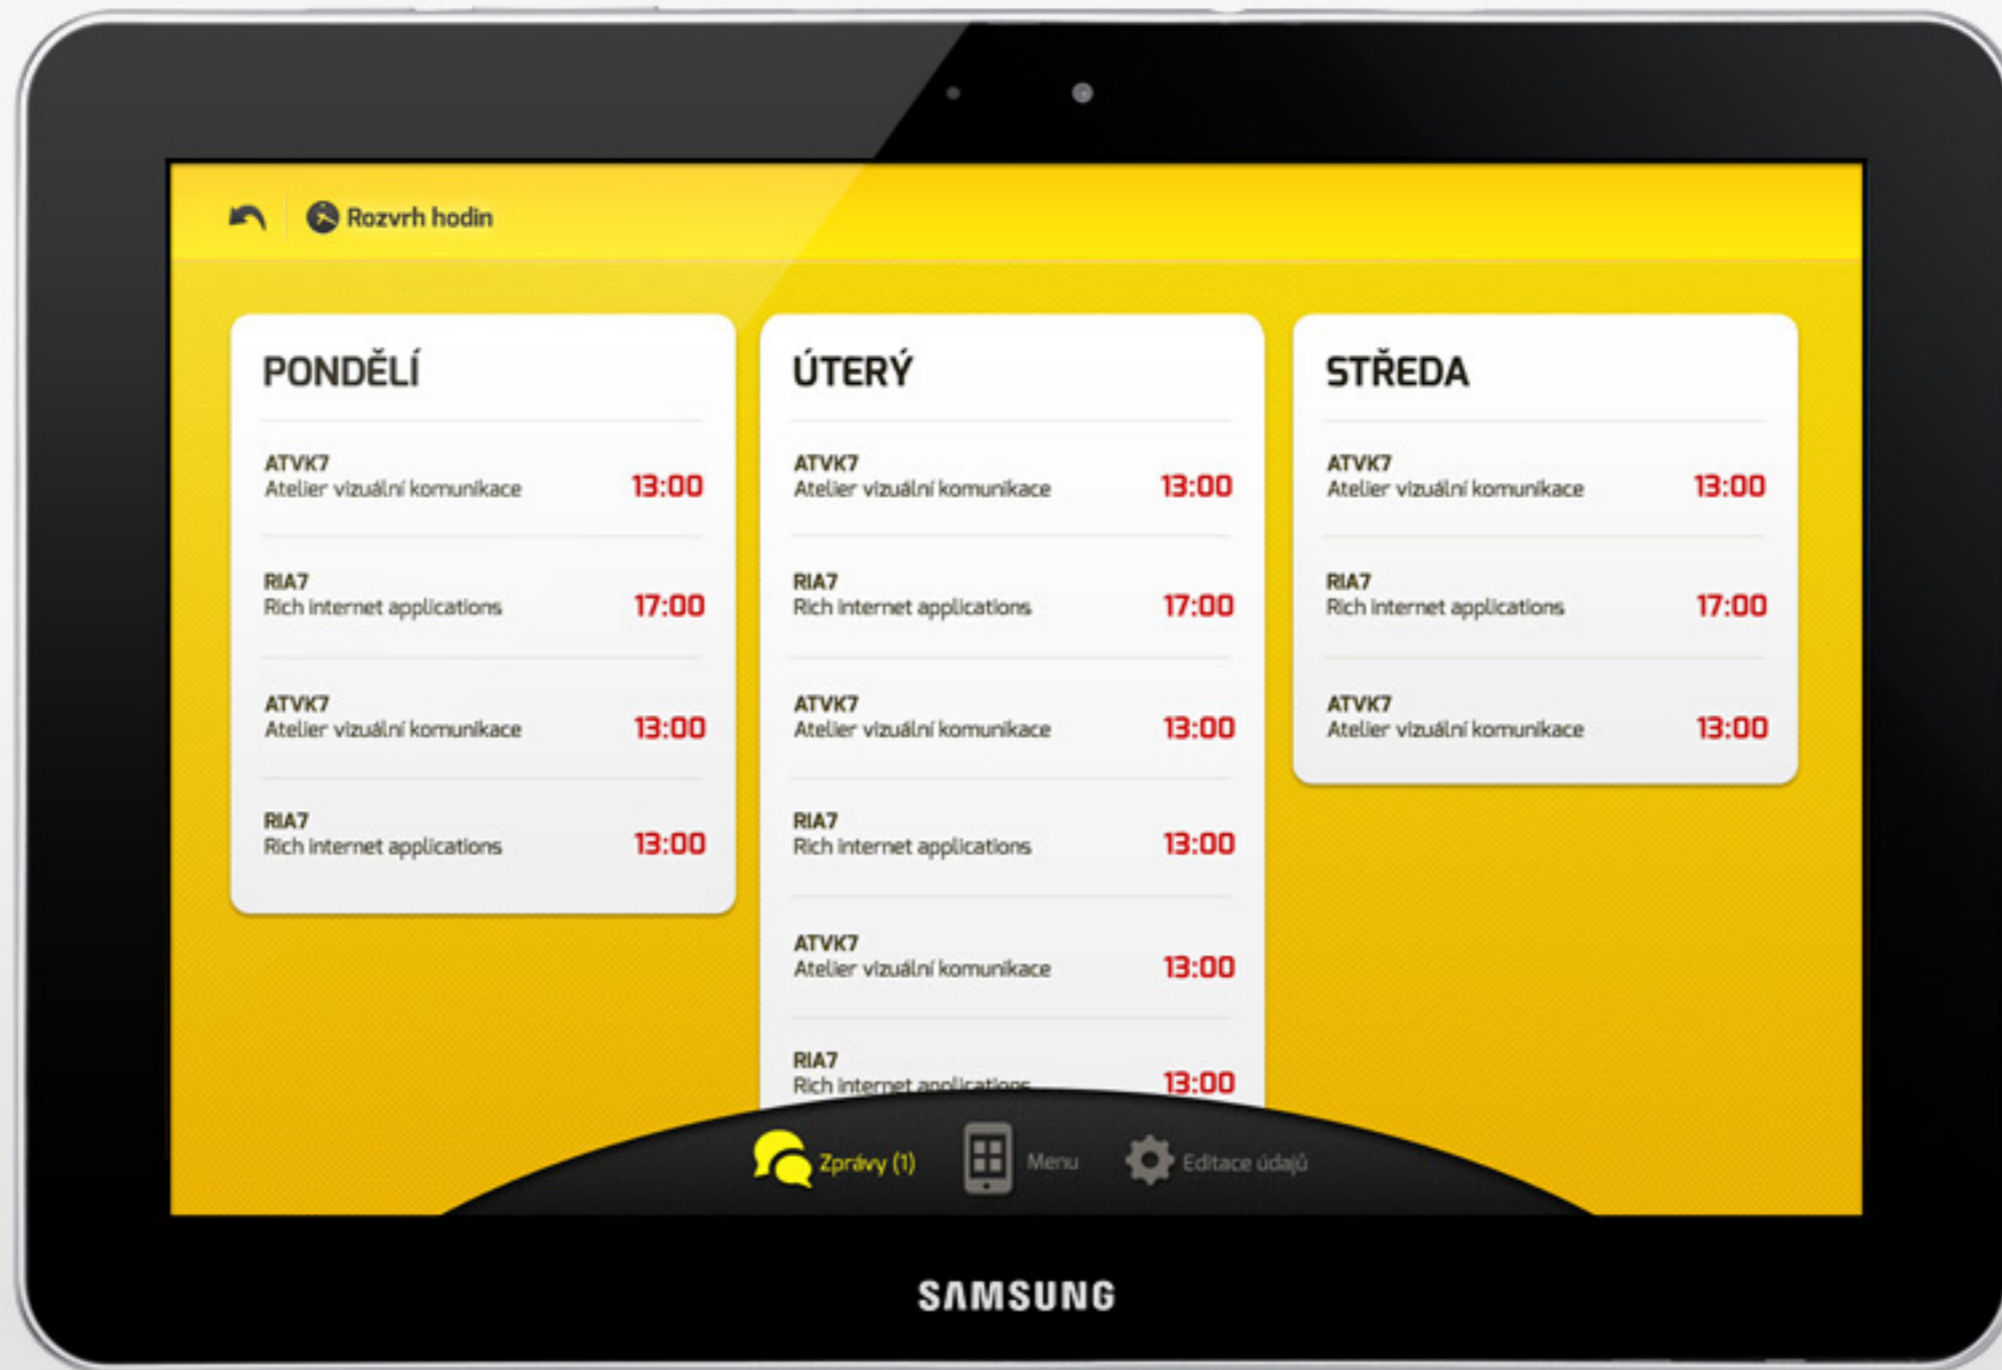 Rozvrh hodin
PONDĚLÍ
ATVK7
Atelier vizuální komunikace
13:00
RIA7
Rich internet applications
17:00
ATVK7
Atelier vizuální komunikace
13:00
RIA7
Rich internet applications
13:00
ÚTERÝ
ATVK7
Atelier vizuální komunikace
13:00
RIA7
Rich internet applications
17:00
ATVK7
Atelier vizuální komunikace
13:00
RIA7
Rich internet applications
13:00
ATVK7
Atelier vizuální komunikace
13:00
RIA7
Rich internet applications
13:00
STŘEDA
ATVK7
Atelier vizuální komunikace
13:00
RIA7
Rich internet applications
17:00
ATVK7
Atelier vizuální komunikace
13:00
Zprávy (1)
Menu
Editace údajů
SAMSUNG